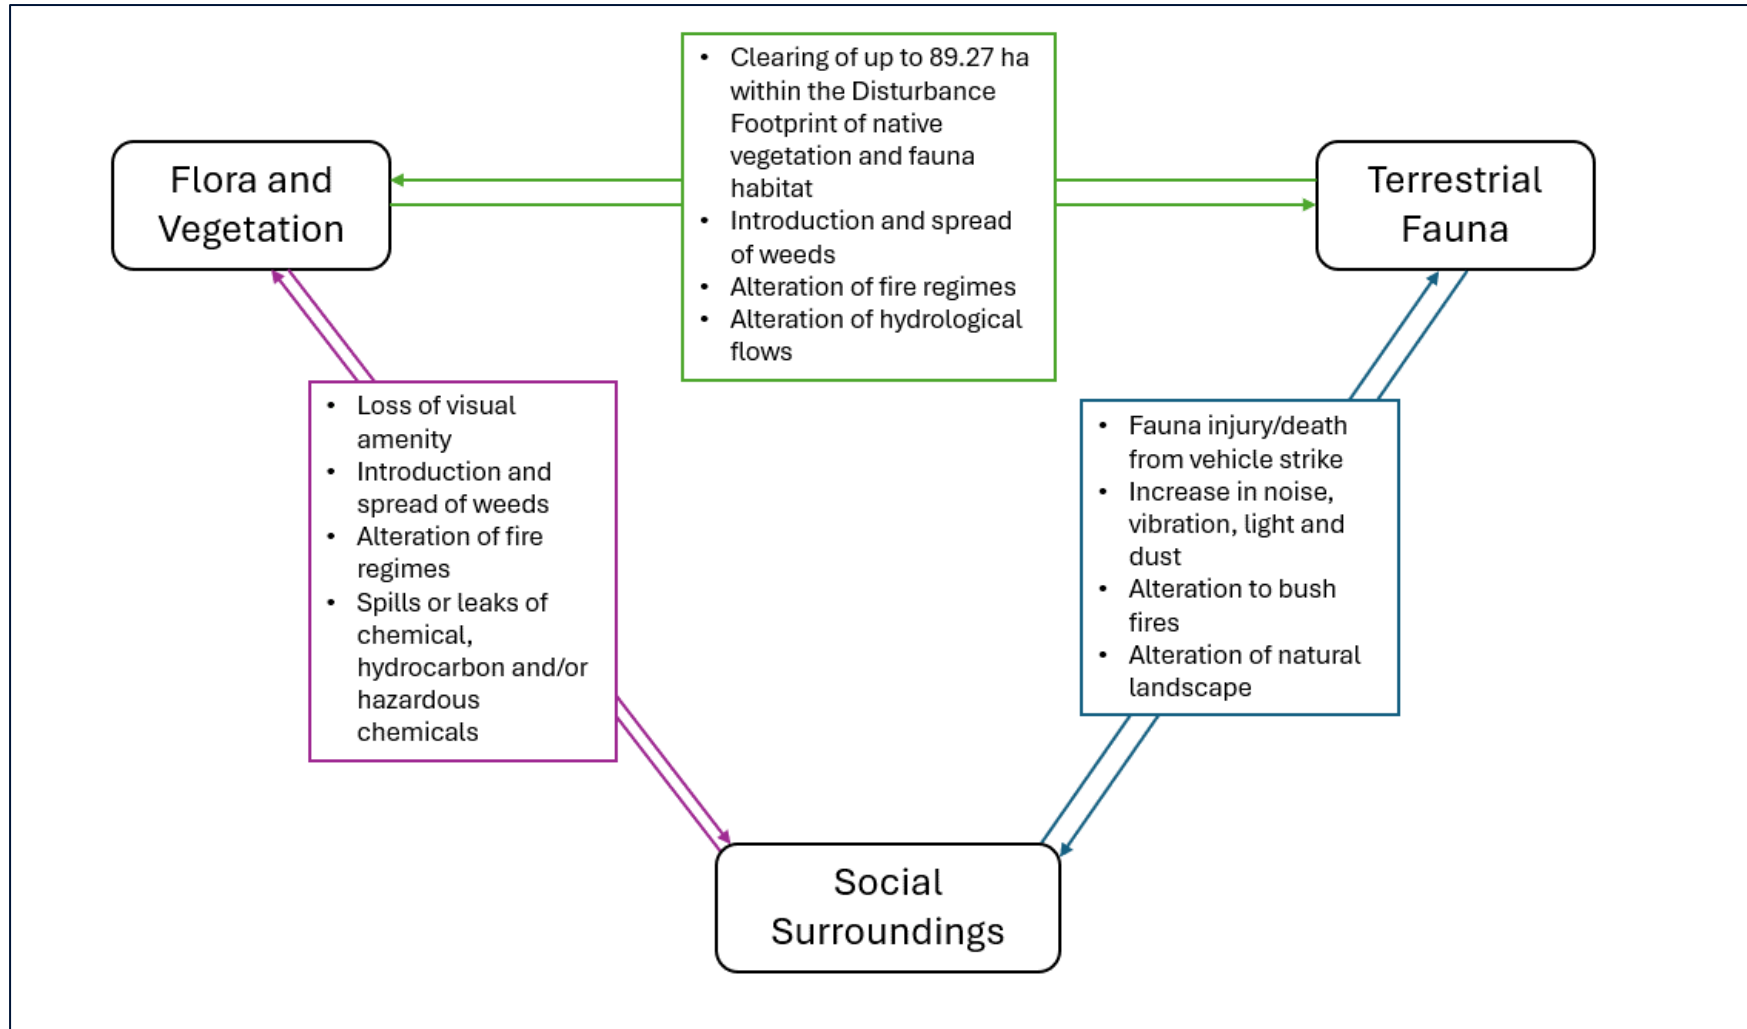 Flora and
Vegetation
• Clearing of up to 89.27 ha
within the Disturbance
Footprint of native
vegetation and fauna
habitat
• Introduction and spread
of weeds
• Alteration of fire regimes
• Alteration of hydrological
flows
Terrestrial
Fauna
• Loss of visual
amenity
• Introduction and
spread of weeds
• Alteration of fire
regimes
• Spills or leaks of
chemical,
hydrocarbon and/or
hazardous
chemicals
• Fauna injury/death
from vehicle strike
• Increase in noise,
vibration, light and
dust
• Alteration to bush
fires
• Alteration of natural
landscape
Social
Surroundings